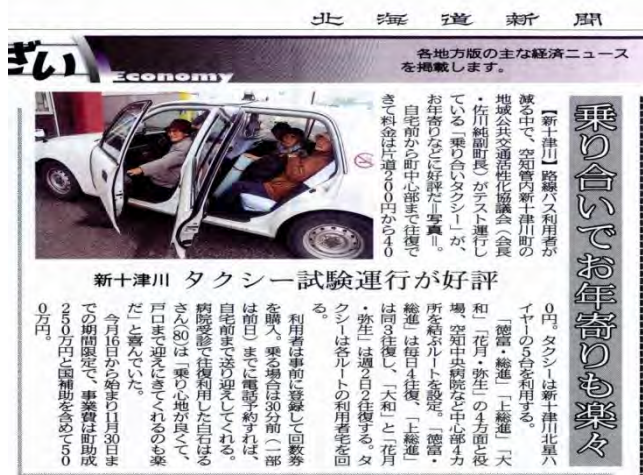 北海道新聞
ざい
Economy
各地方版の主な経済ニュース
を掲載します。
乗り合いでお年寄りも楽々
新十津川 タクシー試験運行が好評
【新十津川】路線バス利用者が
減る中で、空知管内新十津川町の
地域公共交通活性化協議会（会長
・佐川純副町長）がテスト運行し
ている「乗り合いタクシー」が、
お年寄りなどに好評だ＝写真＝。
自宅前から町中心部まで往復で
きて料金は片道200円から40
0円。タクシーは新十津川北星ハ
イヤーの5台を利用する。
「徳富・総進」「上総進」「大
和」「花月・弥生」の4方面と役
場、空知中央病院など中心部4カ
所を結ぶルートを設定。「徳富・
総進」は毎日4往復、「上総進」
は同3往復し、「大和」と「花月
・弥生」は週2日2往復する。タ
クシーは各ルートの利用者宅を回
る。
利用者は事前に登録して回数券
を購入。乗る場合は30分前（一部
は前日）までに電話予約すれば、
自宅前まで送り迎えしてくれる。
病院受診で往復利用した白石はる
さん(80)は「乗り心地が良くて、
戸口まで迎えにきてくれるのも楽
だ」と喜んでいた。
今月16日から始まり11月30日ま
での期間限定で、事業費は町助成
250万円と国補助を含めて50
0万円。